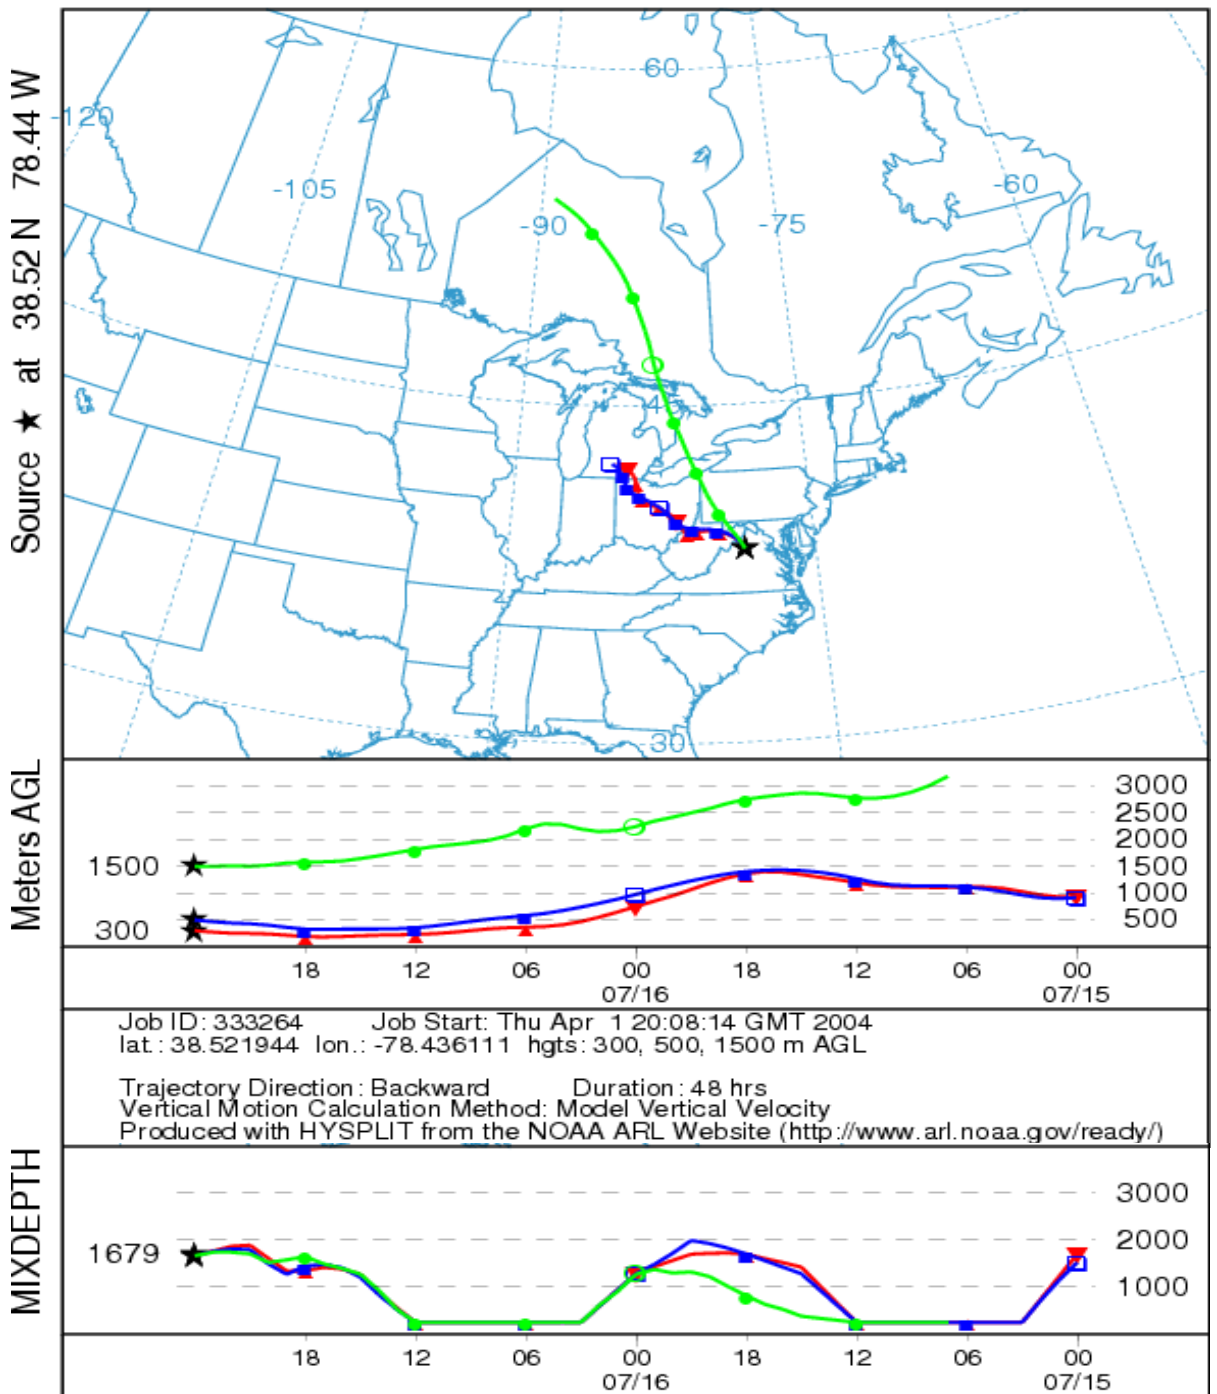 Source ★ at 38.52 N 78.44 W
60
-120
-105
-60
-90
-75
45
30
Meters AGL
3000
2500
2000
1500 1500
1000
500
300
18 12 06 00 18 12 06 00
07/16 07/15
Job ID: 333264 Job Start: Thu Apr 1 20:08:14 GMT 2004
lat.: 38.521944 lon.: -78.436111 hgts: 300, 500, 1500 m AGL
Trajectory Direction: Backward Duration: 48 hrs
Vertical Motion Calculation Method: Model Vertical Velocity
Produced with HYSPLIT from the NOAA ARL Website (http://www.arl.noaa.gov/ready/)
MIXDEPTH
3000
1679 2000
1000
18 12 06 00 18 12 06 00
07/16 07/15